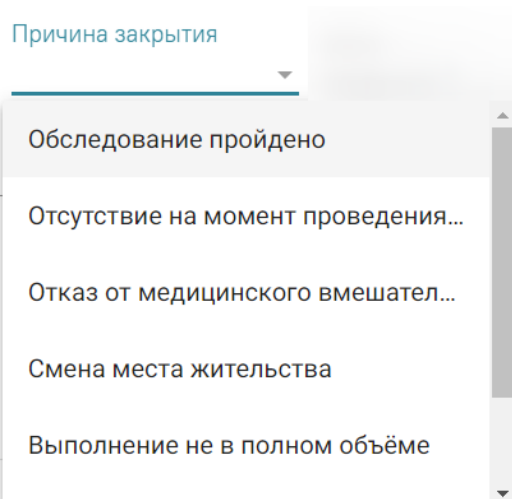 Причина закрытия
Обследование пройдено
Отсутствие на момент проведения...
Отказ от медицинского вмешател...
Смена места жительства
Выполнение не в полном объёме